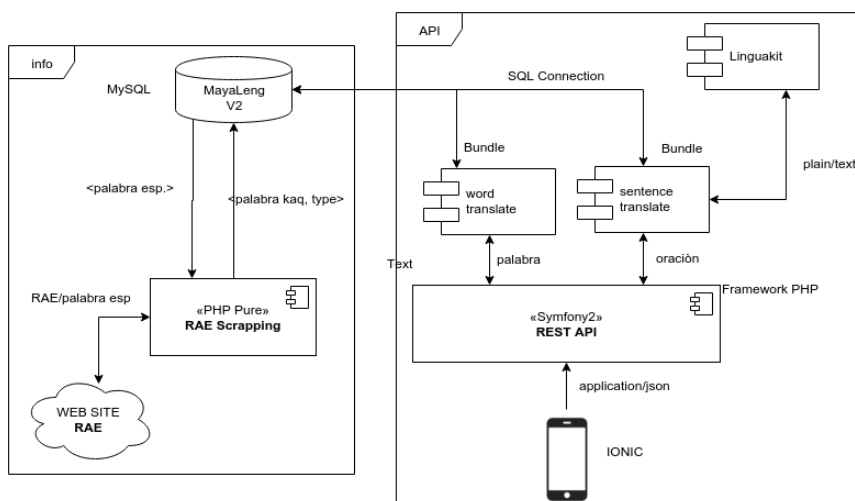 info
MySQL
MayaLeng
V2
<palabra esp.>
<palabra kaq, type>
RAE/palabra esp
«PHP Pure»
RAE Scrapping
WEB SITE
RAE
API
SQL Connection
Linguakit
Bundle
Bundle
plain/text
word
translate
sentence
translate
Text
palabra
oraciòn
Framework PHP
«Symfony2»
REST API
application/json
IONIC